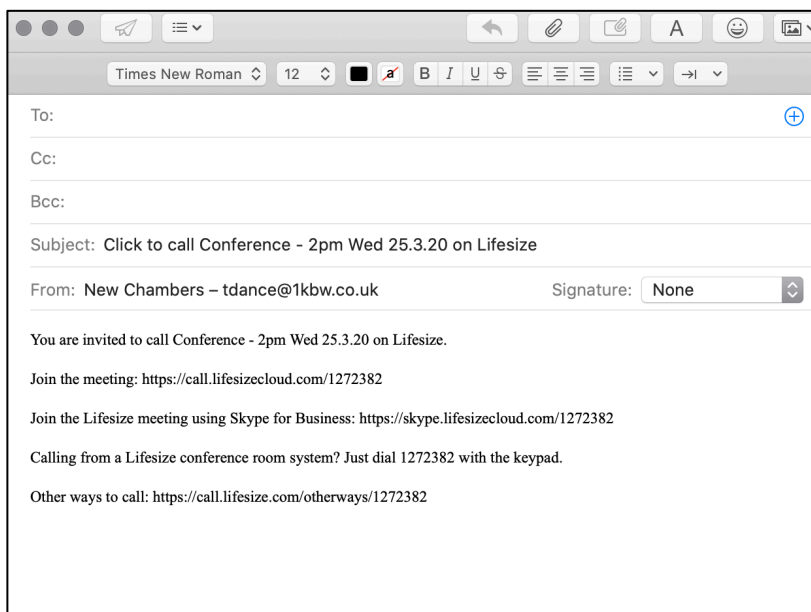 Times New Roman 12 a B I U S
A
To:
Cc:
Bcc:
Subject: Click to call Conference - 2pm Wed 25.3.20 on Lifesize
From: New Chambers – tdance@1kbw.co.uk Signature: None
You are invited to call Conference - 2pm Wed 25.3.20 on Lifesize.
Join the meeting: https://call.lifesizecloud.com/1272382
Join the Lifesize meeting using Skype for Business: https://skype.lifesizecloud.com/1272382
Calling from a Lifesize conference room system? Just dial 1272382 with the keypad.
Other ways to call: https://call.lifesize.com/otherways/1272382